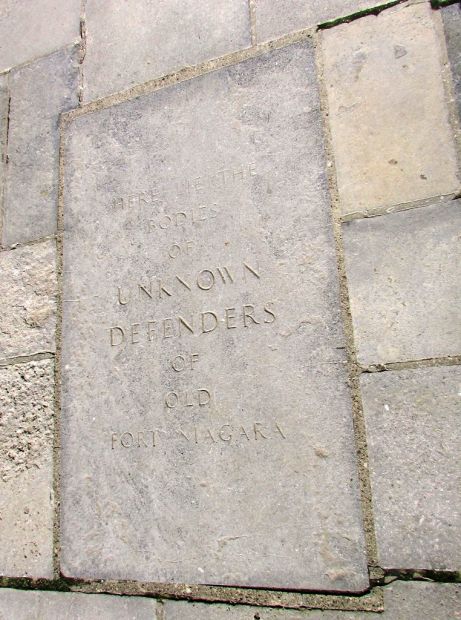 HERE LIE THE
BODIES
OF
UNKNOWN
DEFENDERS
OF
OLD
FORT NIAGARA